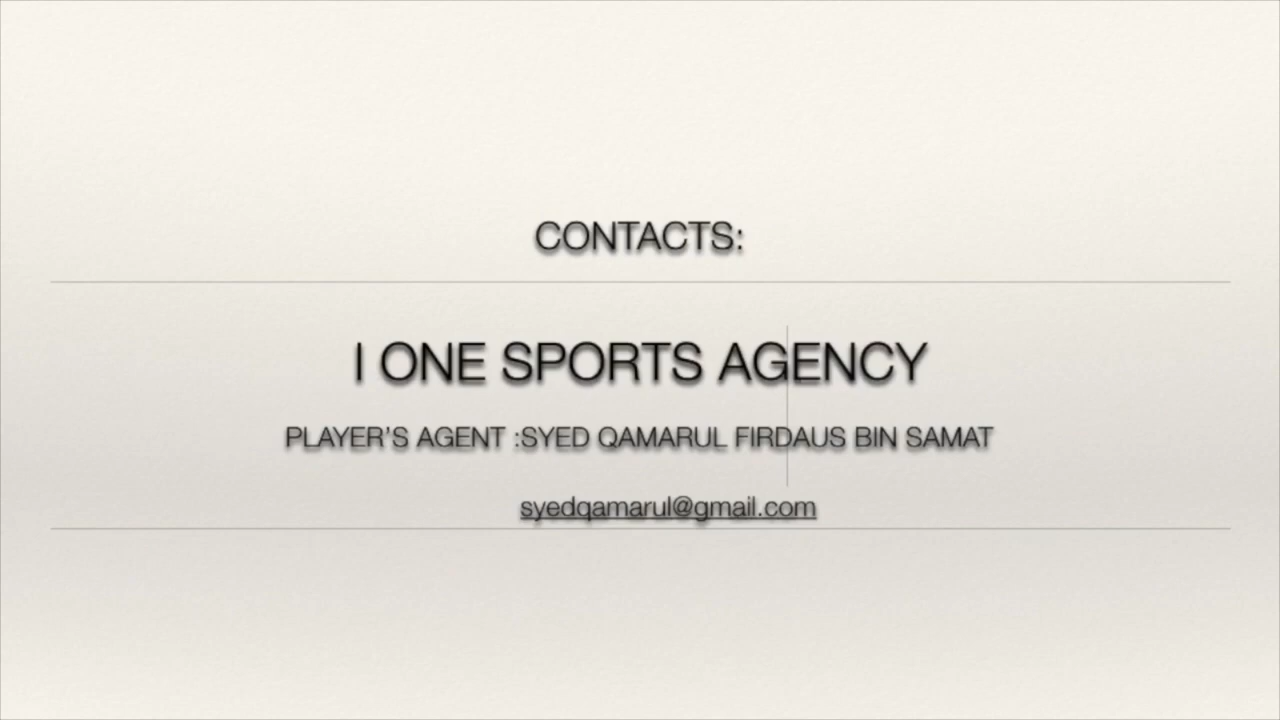 CONTACTS:
I ONE SPORTS AGENCY
PLAYER'S AGENT :SYED QAMARUL FIRDAUS BIN SAMAT
syedqamarul@gmail.com